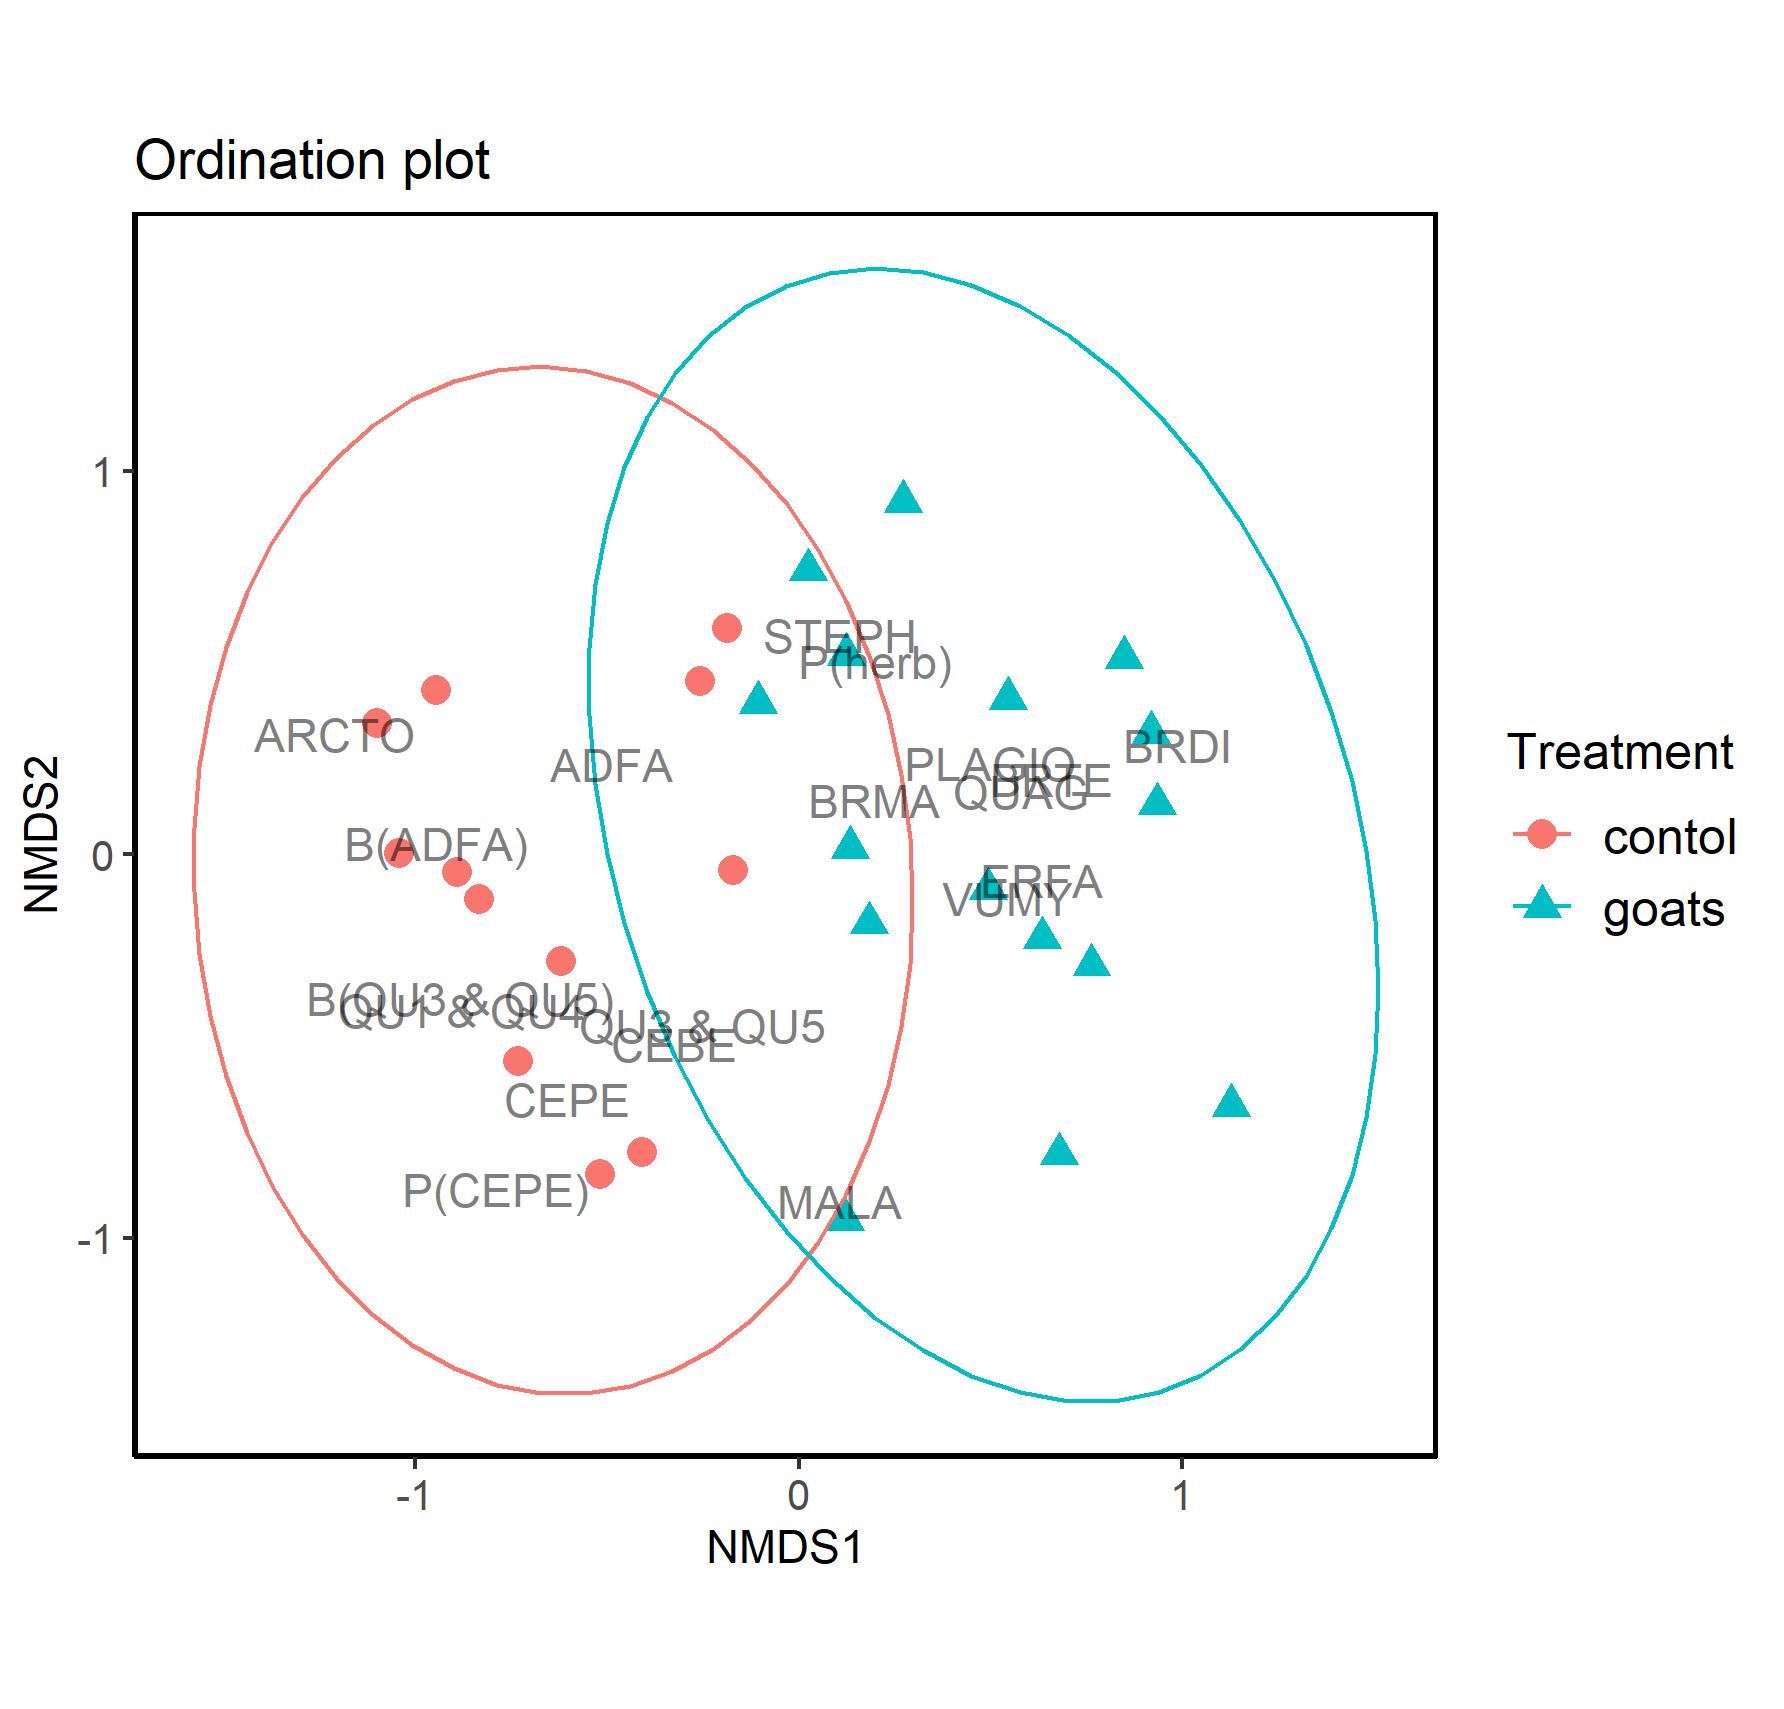 Ordination plot
NMDS2
1
0
-1
STEPH
P(herb)
ARCTO
ADFA
PLAGIO
BRDI
BRTE
QUAG
BRMA
B(ADFA)
ERFA
VUMY
B(QU3 & QU5)
QU1 & QU4
QU3 & QU5
CEBE
CEPE
P(CEPE)
MALA
-1
0
1
NMDS1
Treatment
contol
goats